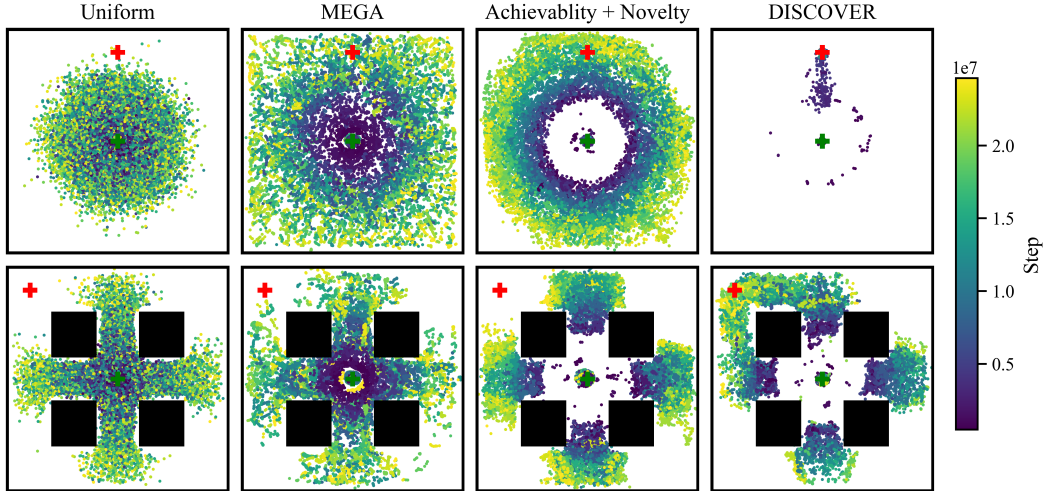 Uniform
MEGA
Achievablity + Novelty
DISCOVER
1e7
2.0
1.5
1.0
0.5
Step